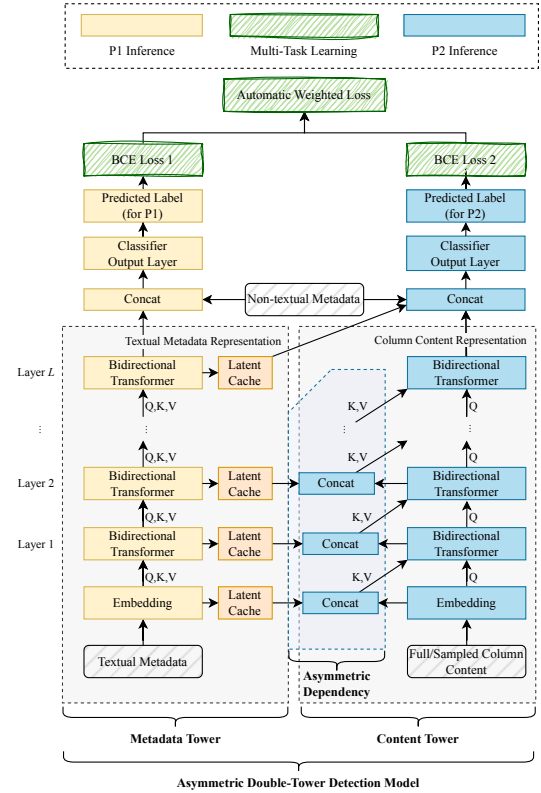 P1 Inference
Multi-Task Learning
P2 Inference
Automatic Weighted Loss
BCE Loss 1
BCE Loss 2
Predicted Label
(for P1)
Predicted Label
(for P2)
Classifier
Output Layer
Classifier
Output Layer
Concat
Non-textual Metadata
Concat
Textual Metadata Representation
Column Content Representation
Layer L
Bidirectional
Transformer
Latent
Cache
Bidirectional
Transformer
Q,K,V
K,V
Q
...
...
...
...
Q,K,V
K,V
Q
Layer 2
Bidirectional
Transformer
Latent
Cache
Concat
Bidirectional
Transformer
Q,K,V
K,V
Q
Layer 1
Bidirectional
Transformer
Latent
Cache
Concat
Bidirectional
Transformer
Q,K,V
K,V
Q
Embedding
Latent
Cache
Concat
Embedding
Textual Metadata
Full/Sampled Column
Content
Asymmetric
Dependency
Metadata Tower
Content Tower
Asymmetric Double-Tower Detection Model